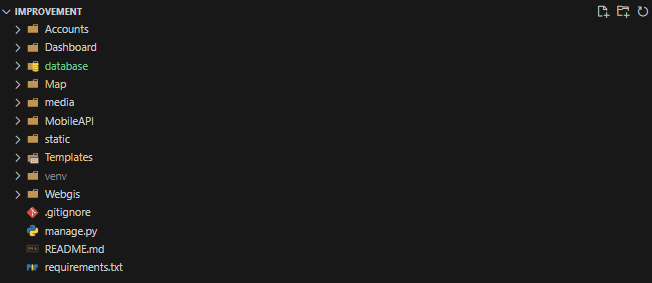 IMPROVEMENT
Accounts
Dashboard
database
Map
media
MobileAPI
static
Templates
venv
Webgis
.gitignore
manage.py
README.md
requirements.txt